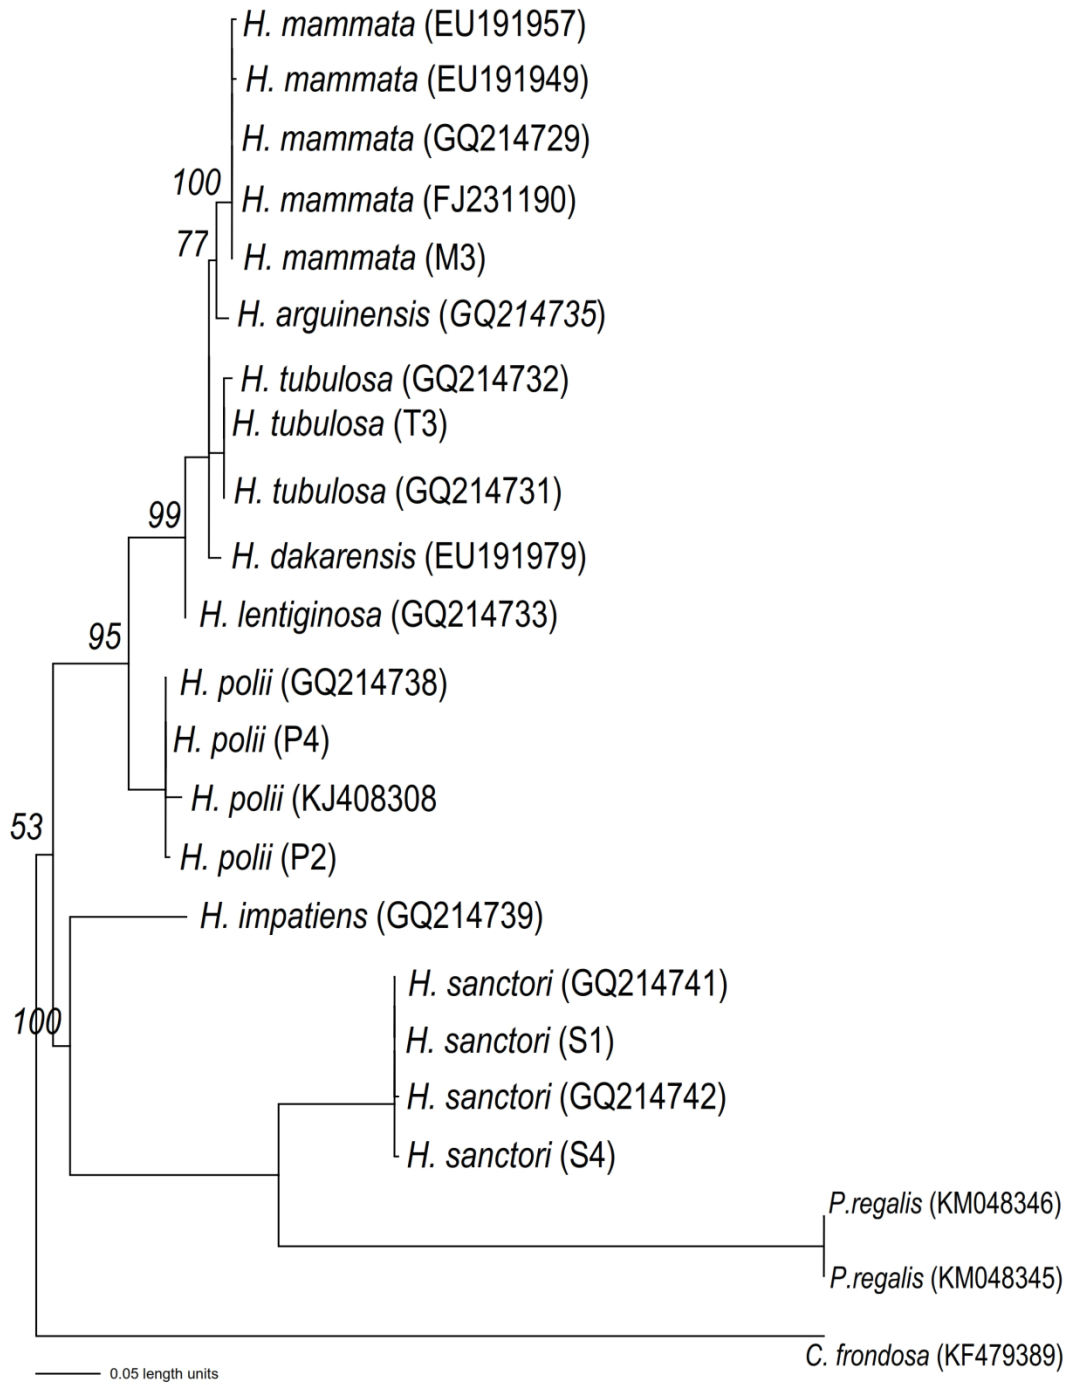 H. mammata (EU191957)
H. mammata (EU191949)
H. mammata (GQ214729)
100
H. mammata (FJ231190)
77
H. mammata (M3)
H. arguinensis (GQ214735)
H. tubulosa (GQ214732)
H. tubulosa (T3)
H. tubulosa (GQ214731)
99
H. dakarensis (EU191979)
H. lentiginosa (GQ214733)
95
H. polii (GQ214738)
H. polii (P4)
H. polii (KJ408308
53
H. polii (P2)
H. impatiens (GQ214739)
H. sanctori (GQ214741)
100
H. sanctori (S1)
H. sanctori (GQ214742)
H. sanctori (S4)
P.regalis (KM048346)
P.regalis (KM048345)
C. frondosa (KF479389)
0.05 length units